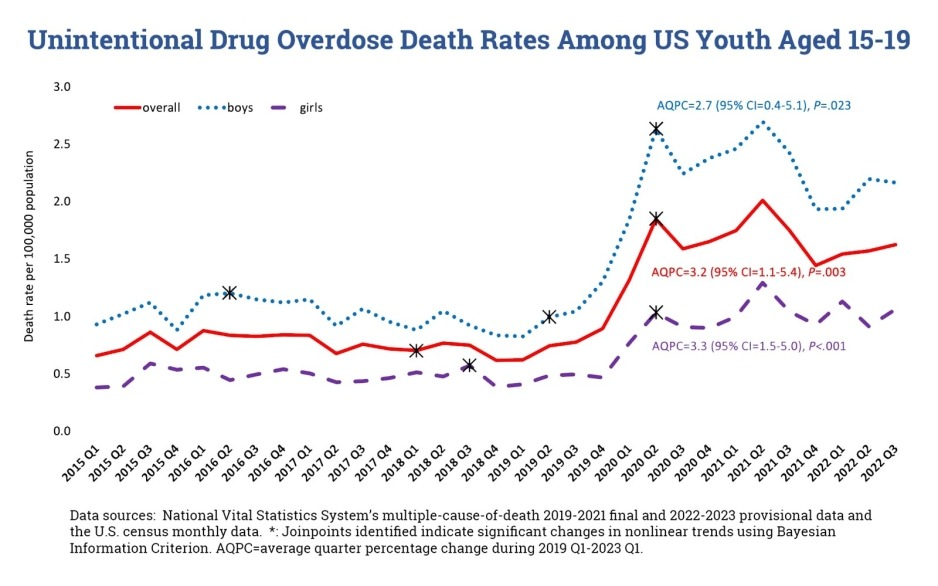 Unintentional Drug Overdose Death Rates Among US Youth Aged 15-19
3.0
2.5
2.0
1.5
1.0
0.5
0.0
Death rate per 100,000 population
overall boys girls
AQPC=2.7 (95% CI=0.4-5.1), P=.023
AQPC=3.2 (95% CI=1.1-5.4), P=.003
AQPC=3.3 (95% CI=1.5-5.0), P<.001
2015 Q1
2015 Q2
2015 Q3
2015 Q4
2016 Q1
2016 Q2
2016 Q3
2016 Q4
2017 Q1
2017 Q2
2017 Q3
2017 Q4
2018 Q1
2018 Q2
2018 Q3
2018 Q4
2019 Q1
2019 Q2
2019 Q3
2019 Q4
2020 Q1
2020 Q2
2020 Q3
2020 Q4
2021 Q1
2021 Q2
2021 Q3
2021 Q4
2022 Q1
2022 Q2
2022 Q3
Data sources: National Vital Statistics System's multiple-cause-of-death 2019-2021 final and 2022-2023 provisional data and
the U.S. census monthly data. *: Joinpoints identified indicate significant changes in nonlinear trends using Bayesian
Information Criterion. AQPC=average quarter percentage change during 2019 Q1-2023 Q1.